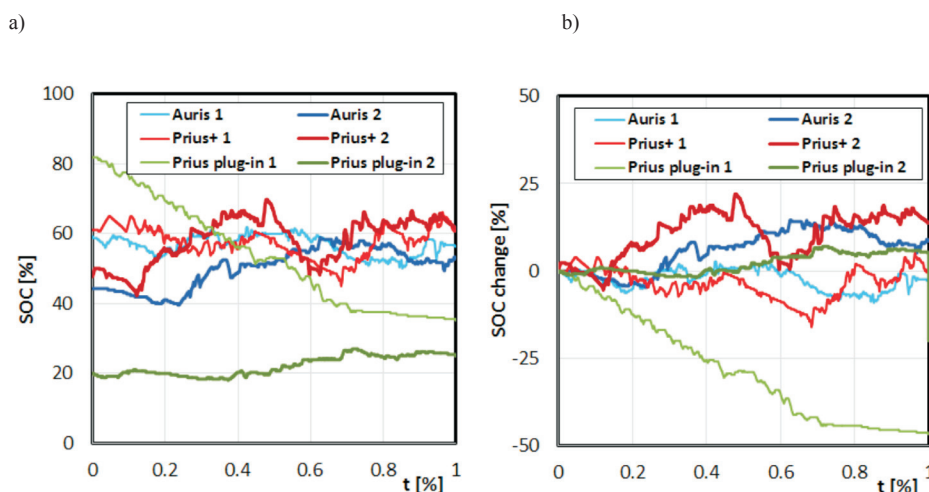 a)
b)
100
80
60
40
20
0
SOC [%]
Auris 1 Auris 2
Prius+ 1 Prius+ 2
Prius plug-in 1 Prius plug-in 2
0 0.2 0.4 0.6 0.8 1
t [%]
50
25
0
-25
-50
SOC change [%]
Auris 1 Auris 2
Prius+ 1 Prius+ 2
Prius plug-in 1 Prius plug-in 2
0 0.2 0.4 0.6 0.8 1
t [%]